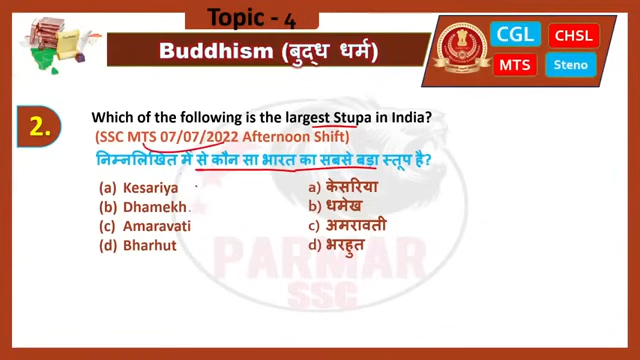 Topic - 4
Buddhism (बुद्ध धर्म)
CGL
CHSL
MTS
Steno
2.
Which of the following is the largest Stupa in India?
(SSC MTS 07/07/2022 Afternoon Shift)
निम्नलिखित में से कौन सा भारत का सबसे बड़ा स्तूप है?
(a) Kesariya
(b) Dhamekh
(c) Amaravati
(d) Bharhut
a) केसरिया
b) धमेख
c) अमरावती
d) भरहुत
PARMAR
SSC